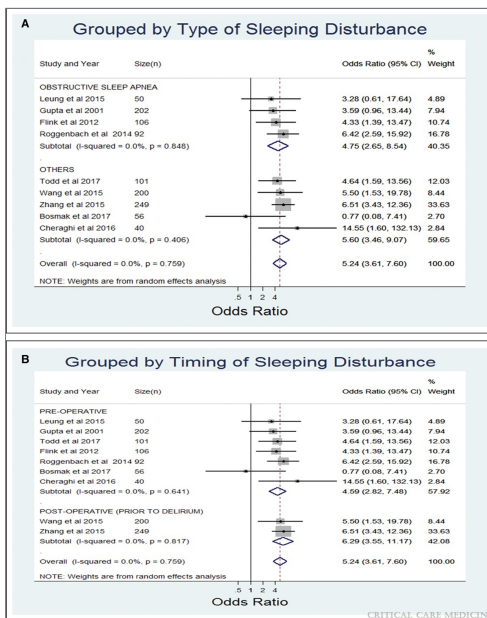 A
Grouped by Type of Sleeping Disturbance
%
Study and Year Size(n) Odds Ratio (95% CI) Weight
OBSTRUCTIVE SLEEP APNEA
Leung et al 2015 50 3.28 (0.61, 17.64) 4.89
Gupta et al 2001 202 3.59 (0.96, 13.44) 7.94
Flink et al 2012 106 4.33 (1.39, 13.47) 10.74
Roggenbach et al 2014 92 6.42 (2.59, 15.92) 16.78
Subtotal (I-squared = 0.0%, p = 0.848) 4.75 (2.65, 8.54) 40.35
.
OTHERS
Todd et al 2017 101 4.64 (1.59, 13.56) 12.03
Wang et al 2015 200 5.50 (1.53, 19.78) 8.44
Zhang et al 2015 249 6.51 (3.43, 12.36) 33.63
Bosmak et al 2017 56 0.77 (0.08, 7.41) 2.70
Cheraghi et al 2016 40 14.55 (1.60, 132.13) 2.84
Subtotal (I-squared = 0.0%, p = 0.406) 5.60 (3.46, 9.07) 59.65
.
Overall (I-squared = 0.0%, p = 0.759) 5.24 (3.61, 7.60) 100.00
NOTE: Weights are from random effects analysis
.5 1 2 4
Odds Ratio
B
Grouped by Timing of Sleeping Disturbance
%
Study and Year Size(n) Odds Ratio (95% CI) Weight
PRE-OPERATIVE
Leung et al 2015 50 3.28 (0.61, 17.64) 4.89
Gupta et al 2001 202 3.59 (0.96, 13.44) 7.94
Todd et al 2017 101 4.64 (1.59, 13.56) 12.03
Flink et al 2012 106 4.33 (1.39, 13.47) 10.74
Roggenbach et al 2014 92 6.42 (2.59, 15.92) 16.78
Bosmak et al 2017 56 0.77 (0.08, 7.41) 2.70
Cheraghi et al 2016 40 14.55 (1.60, 132.13) 2.84
Subtotal (I-squared = 0.0%, p = 0.641) 4.59 (2.82, 7.48) 57.92
.
POST-OPERATIVE (PRIOR TO DELIRIUM)
Wang et al 2015 200 5.50 (1.53, 19.78) 8.44
Zhang et al 2015 249 6.51 (3.43, 12.36) 33.63
Subtotal (I-squared = 0.0%, p = 0.817) 6.29 (3.55, 11.17) 42.08
.
Overall (I-squared = 0.0%, p = 0.759) 5.24 (3.61, 7.60) 100.00
NOTE: Weights are from random effects analysis
.5 1 2 4
Odds Ratio
CRITICAL CARE MEDICIN